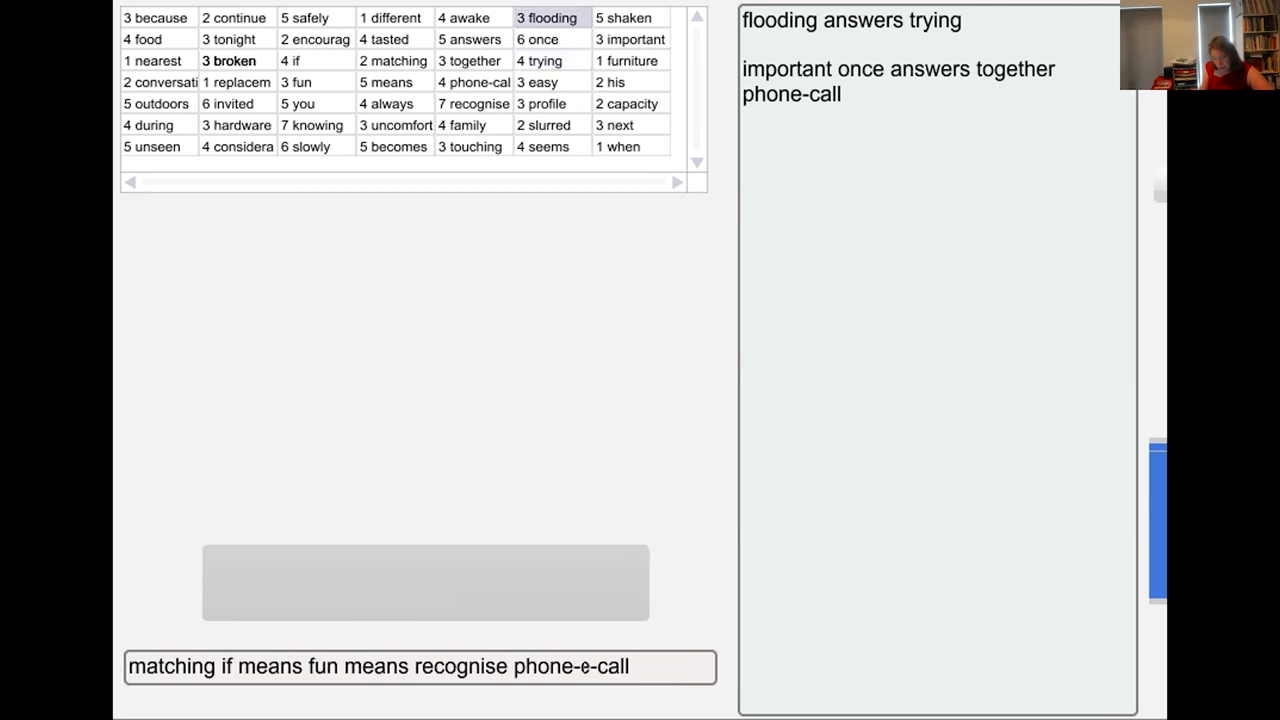 3 because 2 continue 5 safely 1 different 4 awake 3 flooding 5 shaken
4 food 3 tonight 2 encourag 4 tasted 5 answers 6 once 3 important
1 nearest 3 broken 4 if 2 matching 3 together 4 trying 1 furniture
2 conversati 1 replacem 3 fun 5 means 4 phone-cal 3 easy 2 his
5 outdoors 6 invited 5 you 4 always 7 recognise 3 profile 2 capacity
4 during 3 hardware 7 knowing 3 uncomfort 4 family 2 slurred 3 next
5 unseen 4 considera 6 slowly 5 becomes 3 touching 4 seems 1 when
flooding answers trying
important once answers together
phone-call
matching if means fun means recognise phone-e-call